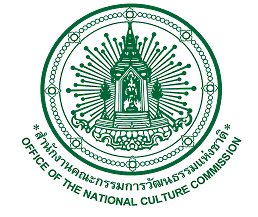 *สำนักงานคณะกรรมการวัฒนธรรมแห่งชาติ*
OFFICE OF THE NATIONAL CULTURE COMMISSION